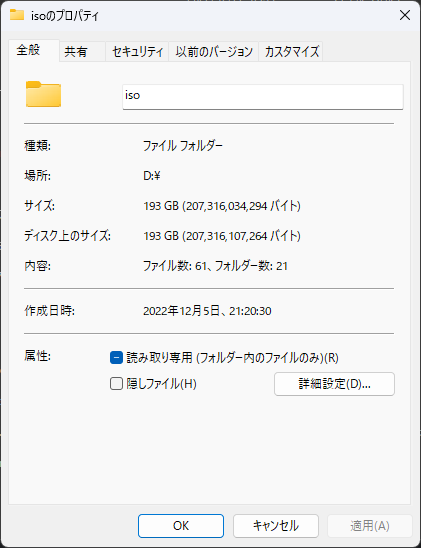 isoのプロパティ
全般 共有 セキュリティ 以前のバージョン カスタマイズ
iso
種類: ファイル フォルダー
場所: D:¥
サイズ: 193 GB (207,316,034,294 バイト)
ディスク上のサイズ: 193 GB (207,316,107,264 バイト)
内容: ファイル数: 61、フォルダー数: 21
作成日時: 2022年12月5日、21:20:30
属性: 読み取り専用 (フォルダー内のファイルのみ)(R)
隠しファイル(H) 詳細設定(D)...
OK キャンセル 適用(A)